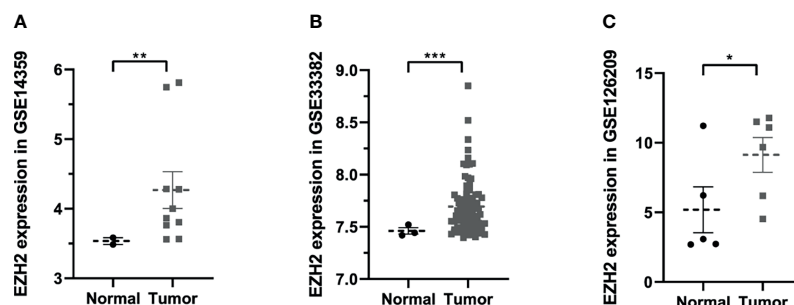 A
EZH2 expression in GSE14359
**
6
5
4
3
Normal Tumor
B
EZH2 expression in GSE33382
***
9.0
8.5
8.0
7.5
7.0
Normal Tumor
C
EZH2 expression in GSE126209
*
15
10
5
0
Normal Tumor